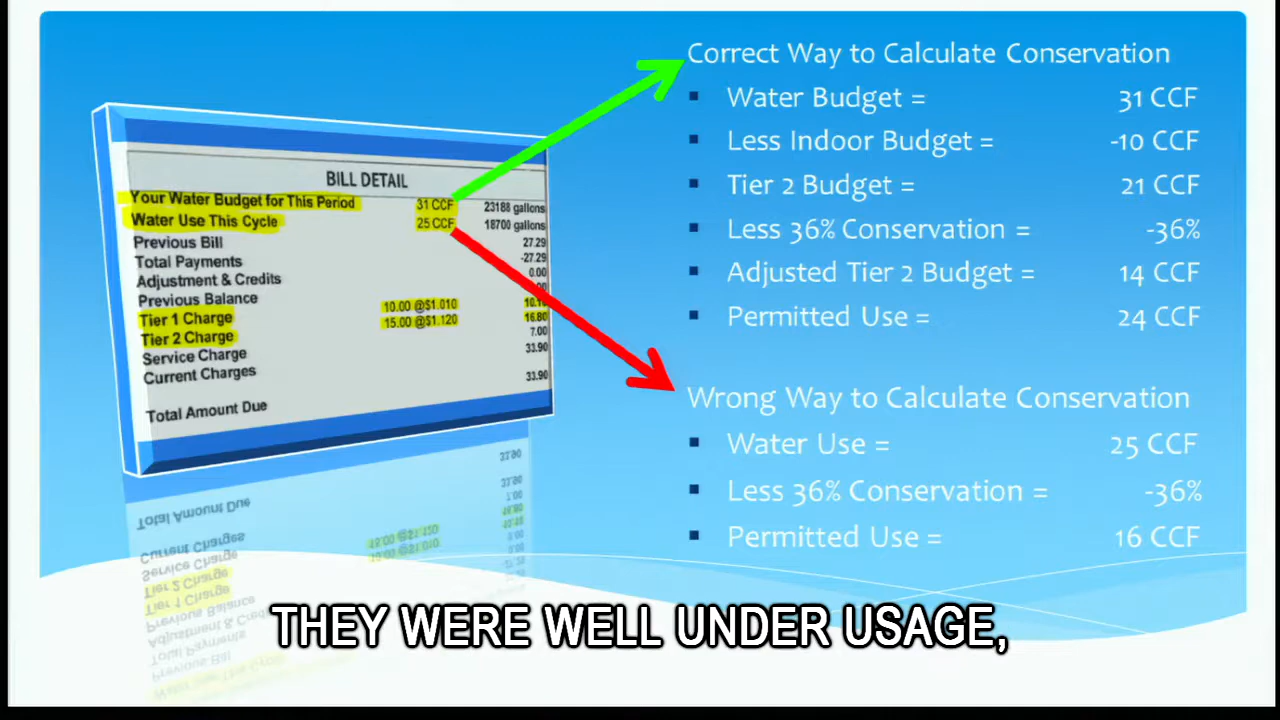 Correct Way to Calculate Conservation
Water Budget = 31 CCF
Less Indoor Budget = -10 CCF
Tier 2 Budget = 21 CCF
Less 36% Conservation = -36%
Adjusted Tier 2 Budget = 14 CCF
Permitted Use = 24 CCF
Wrong Way to Calculate Conservation
Water Use = 25 CCF
Less 36% Conservation = -36%
Permitted Use = 16 CCF
BILL DETAIL
Your Water Budget for This Period 31 CCF 23188 gallons
Water Use This Cycle 25 CCF 18700 gallons
Previous Bill 27.29
Total Payments -27.29
Adjustment & Credits 0.00
Previous Balance
Tier 1 Charge 10.00 @$1.010
Tier 2 Charge 15.00 @$1.120 16.80
Service Charge 7.00
Current Charges 33.90
Total Amount Due 33.90
THEY WERE WELL UNDER USAGE,